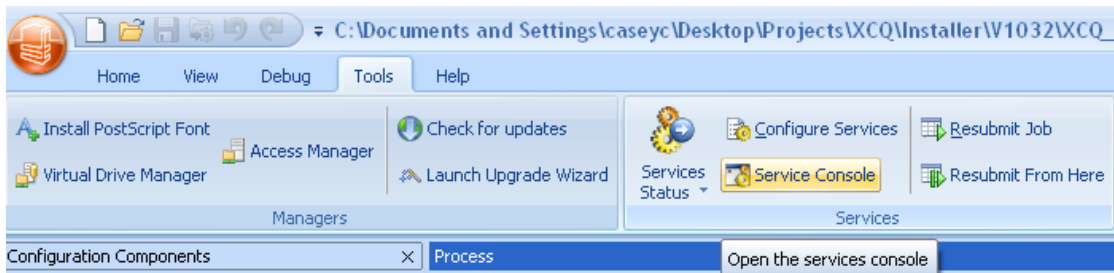 C:\Documents and Settings\caseyc\Desktop\Projects\XCQ\Installer\V1032\XCQ_
Home View Debug Tools Help
Install PostScript Font
Virtual Drive Manager
Access Manager
Check for updates
Launch Upgrade Wizard
Managers
Services Status
Configure Services
Service Console
Resubmit Job
Resubmit From Here
Services
Configuration Components
Process
Open the services console